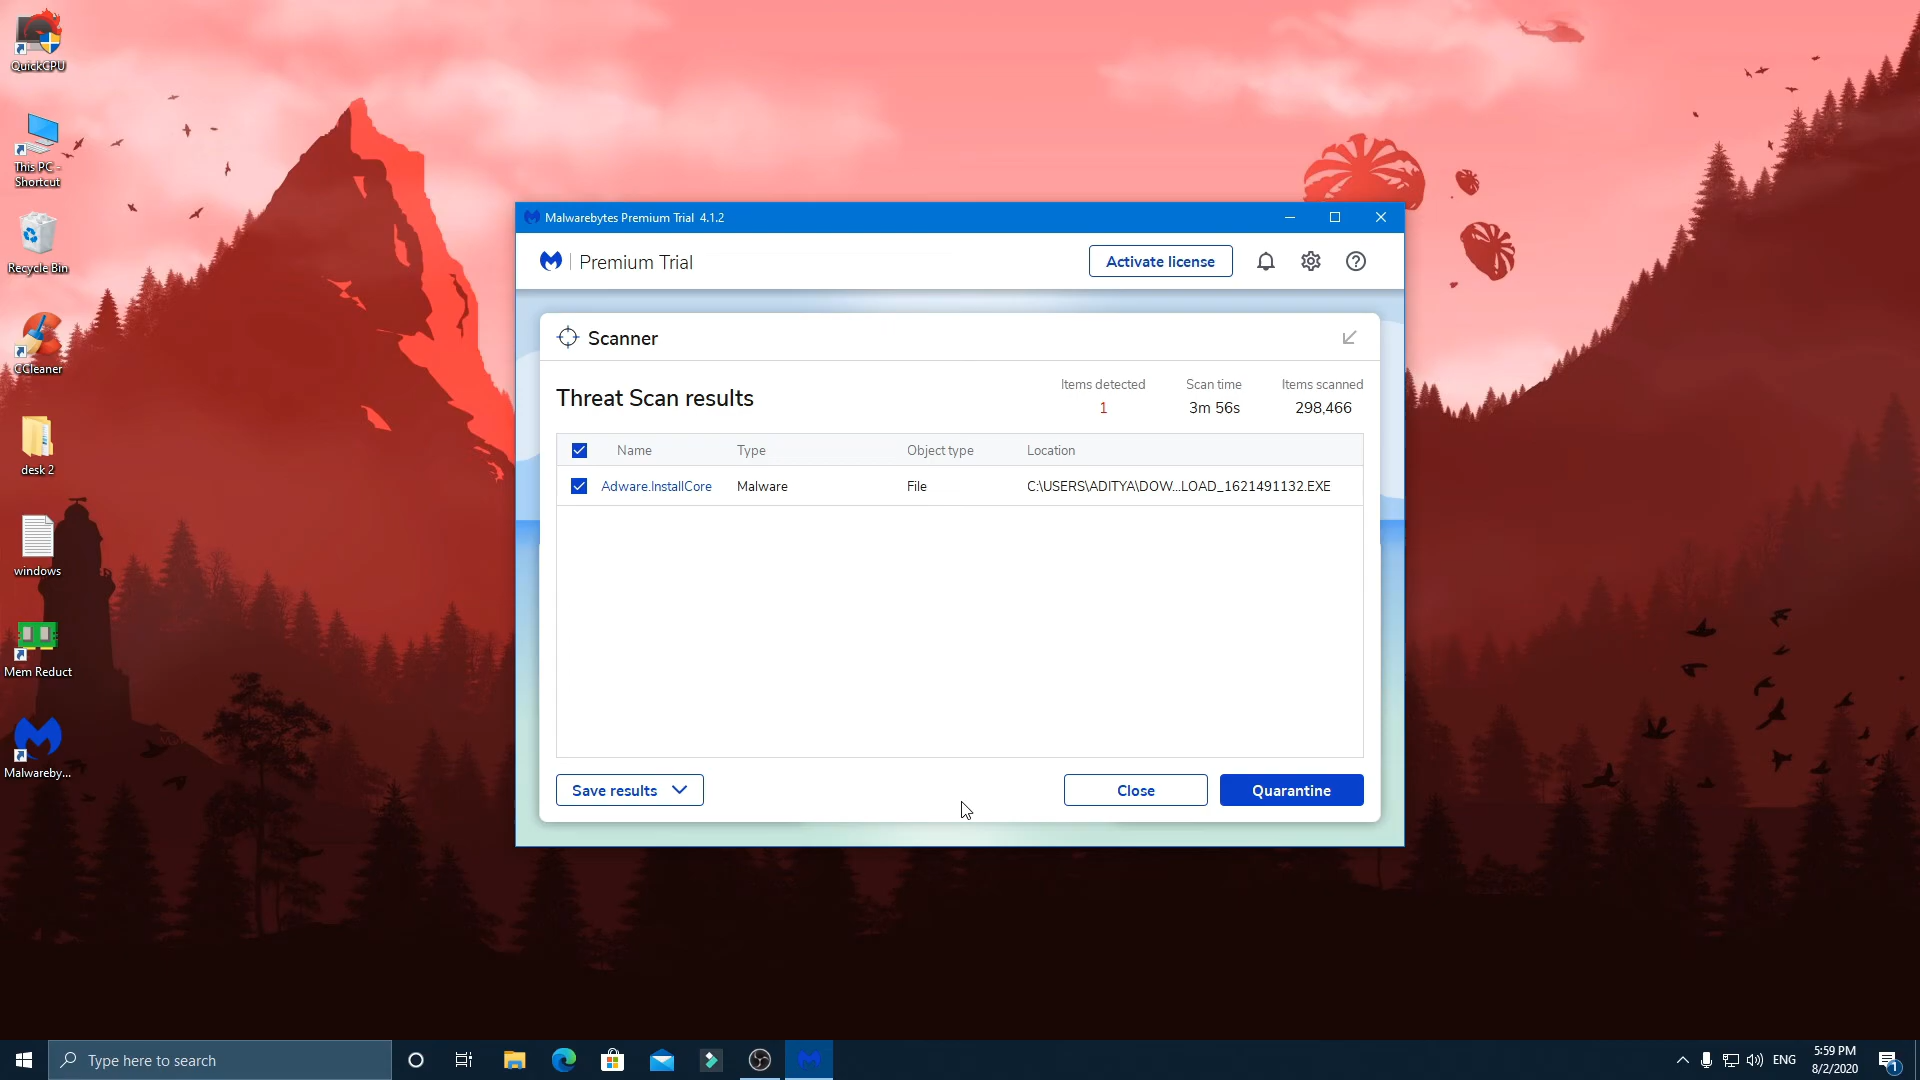 QuickCPU
This PC -
Shortcut
Recycle Bin
CCleaner
desk 2
windows
Mem Reduct
Malwareby...
Malwarebytes Premium Trial 4.1.2
Premium Trial
Activate license
Scanner
Threat Scan results
Items detected
1
Scan time
3m 56s
Items scanned
298,466
Name Type Object type Location
Adware.InstallCore Malware File C:\USERS\ADITYA\DOW...LOAD_1621491132.EXE
Save results
Close
Quarantine
Type here to search
ENG
5:59 PM
8/2/2020
1